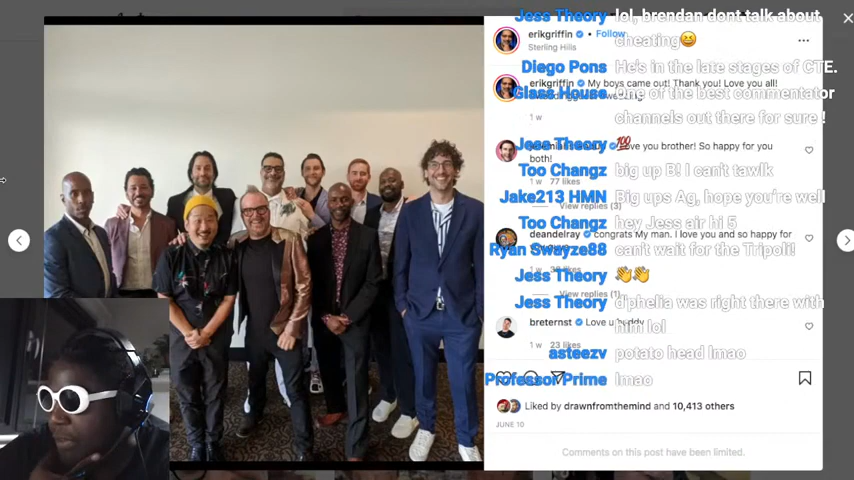 Jess Theory lol, brendan dont talk about
cheating😆
Diego Pons He's in the late stages of CTE.
Glass House One of the best commentator
channels out there for sure !
Jess Theory 💯
Too Changz big up B! I can't tawlk
Jake213 HMN Big ups Ag, hope you're well
Too Changz hey Jess air hi 5
Ryan Swayze88 can't wait for the Tripoli!
Jess Theory 👏👏
Jess Theory d'phelia was right there with
him lol
asteezv potato head lmao
Professor Prime lmao
erikgriffin • Follow
Sterling Hills
erikgriffin My boys came out! Thank you! Love you all!
1 w
love you brother! So happy for you
both!
1 w 77 likes
View replies (3)
deandelray congrats My man. I love you and so happy for
1 w
View replies (1)
breternst Love u buddy
1 w 23 likes
Liked by drawnfromthemind and 10,413 others
JUNE 10
Comments on this post have been limited.